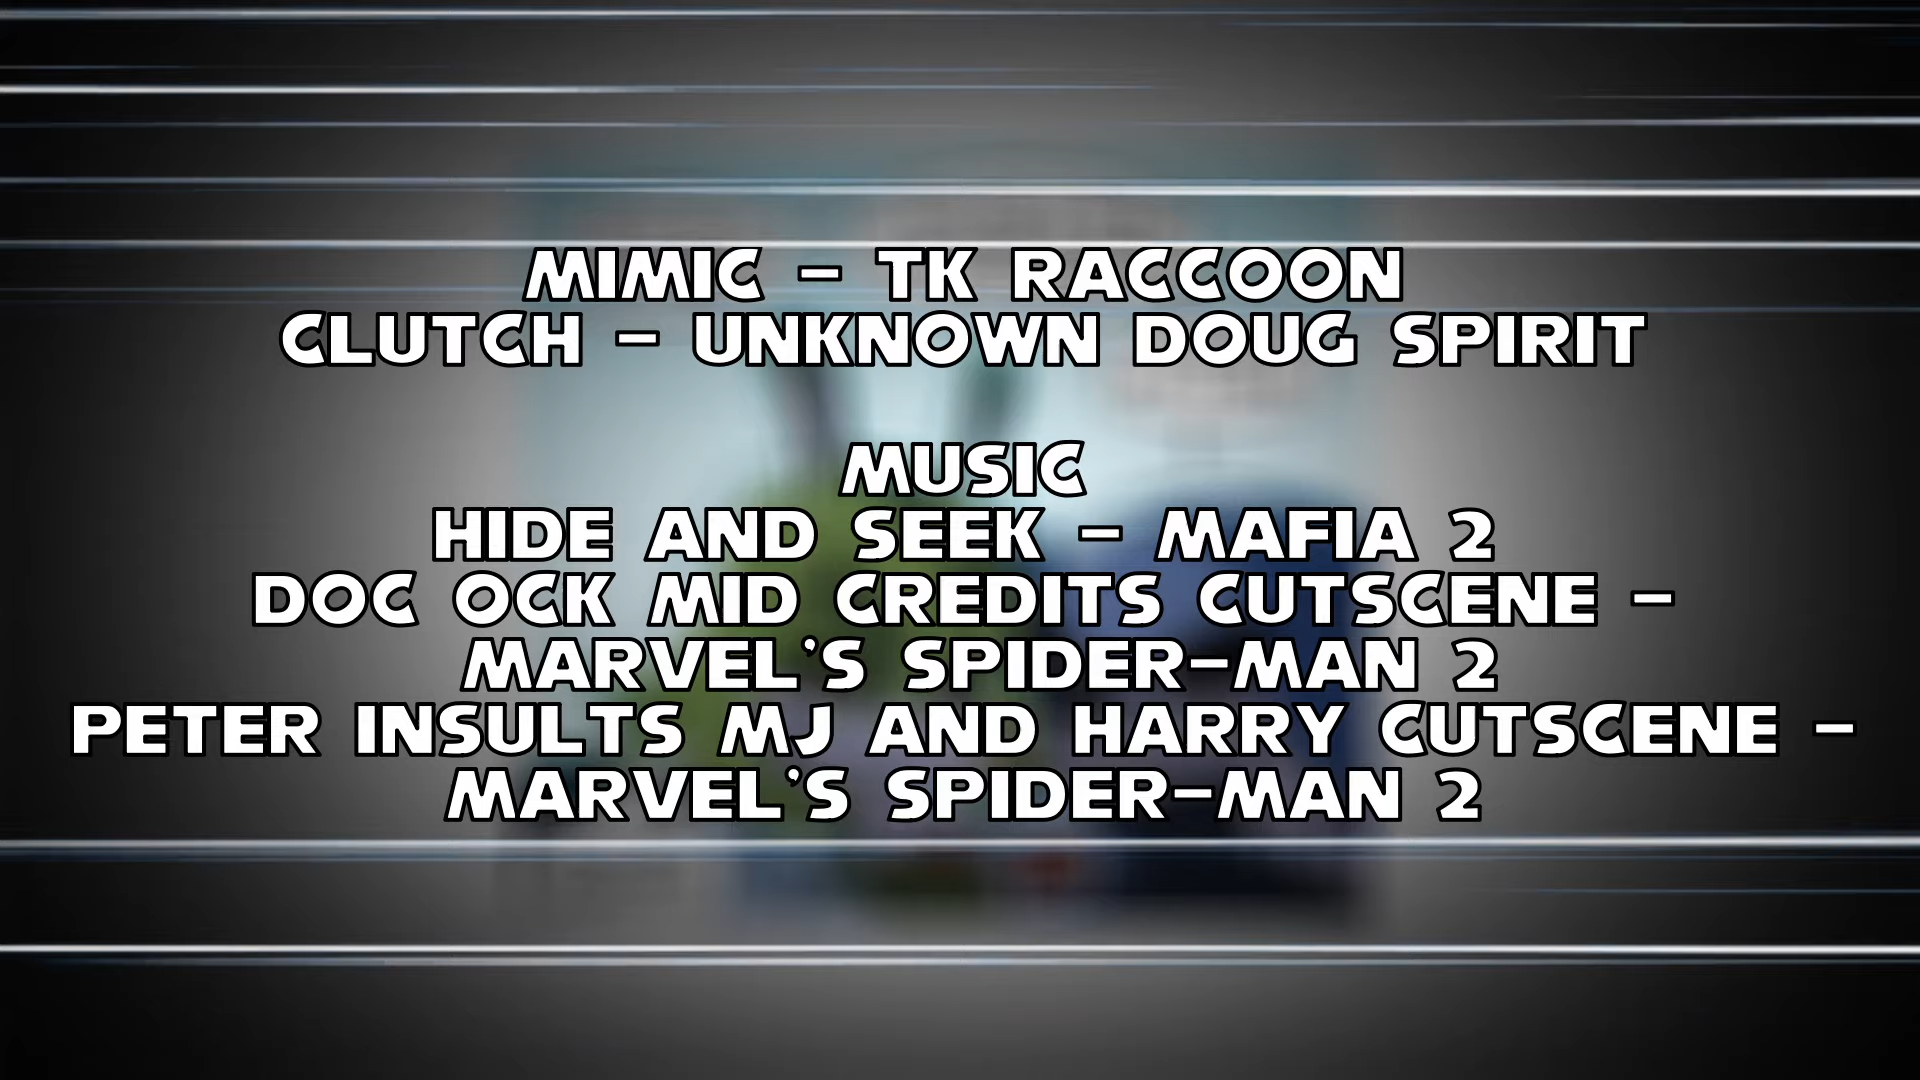 MIMIC - TK RACCOON
CLUTCH - UNKNOWN DOUG SPIRIT
MUSIC
HIDE AND SEEK - MAFIA 2
DOC OCK MID CREDITS CUTSCENE -
MARVEL'S SPIDER-MAN 2
PETER INSULTS MJ AND HARRY CUTSCENE -
MARVEL'S SPIDER-MAN 2